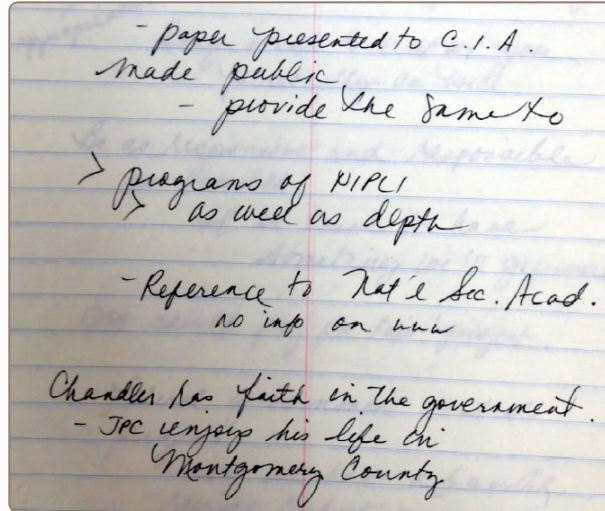 - paper presented to C.I.A.
made public
- provide the same to
> programs of NIPLI
> as well as depth
- Reference to Nat'l Sec. Acad.
no info on www
Chandler has faith in the government.
- JPC enjoys his life in
Montgomery County